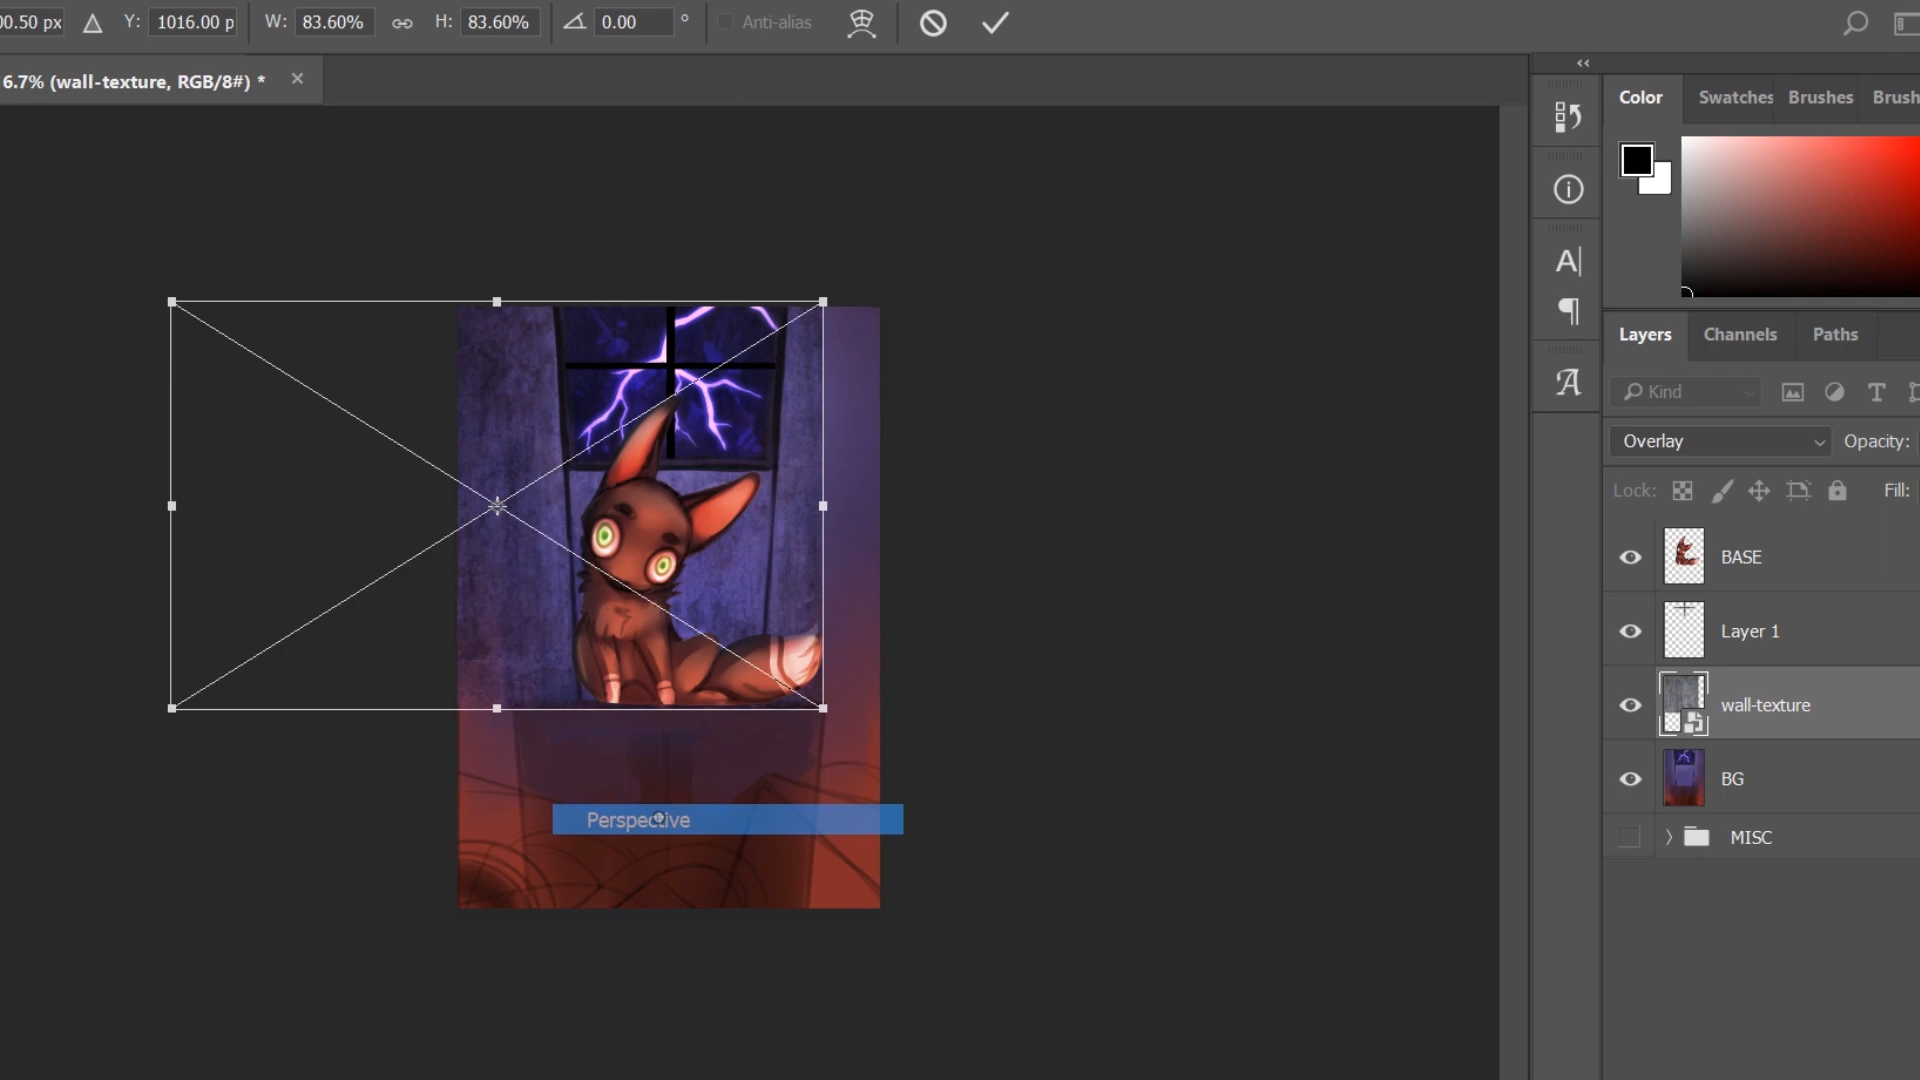 00.50 px Y: 1016.00 p W: 83.60% H: 83.60% 0.00 ° Anti-alias
6.7% (wall-texture, RGB/8#) * ×
Color Swatches Brushes Brush
Layers Channels Paths
Kind
Overlay Opacity:
Lock: Fill:
BASE
Layer 1
wall-texture
BG
MISC
Perspective